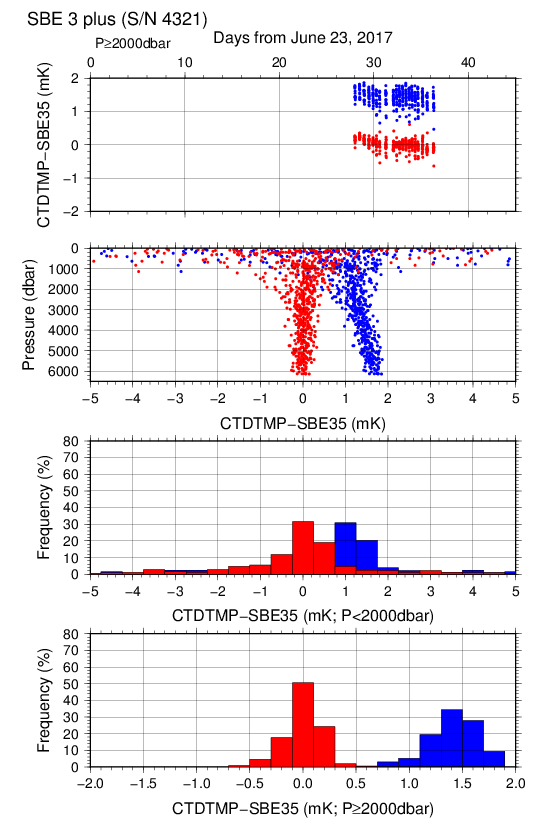 SBE 3 plus (S/N 4321)
P≥2000dbar
Days from June 23, 2017
0 10 20 30 40
CTDTMP−SBE35 (mK)
2
1
0
−1
−2
Pressure (dbar)
0
1000
2000
3000
4000
5000
6000
−5 −4 −3 −2 −1 0 1 2 3 4 5
CTDTMP−SBE35 (mK)
Frequency (%)
80
70
60
50
40
30
20
10
0
−5 −4 −3 −2 −1 0 1 2 3 4 5
CTDTMP−SBE35 (mK; P<2000dbar)
Frequency (%)
80
70
60
50
40
30
20
10
0
−2.0 −1.5 −1.0 −0.5 0.0 0.5 1.0 1.5 2.0
CTDTMP−SBE35 (mK; P≥2000dbar)